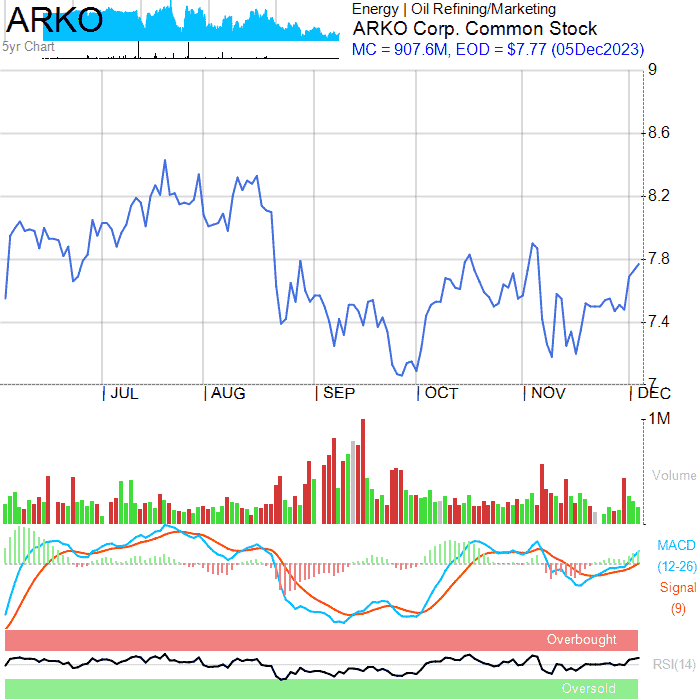 ARKO
5yr Chart
Energy | Oil Refining/Marketing
ARKO Corp. Common Stock
MC = 907.6M, EOD = $7.77 (05Dec2023)
9
8.6
8.2
7.8
7.4
7
| JUL | AUG | SEP | OCT | NOV | DEC
1M
Volume
MACD
(12-26)
Signal
(9)
Overbought
RSI(14)
Oversold